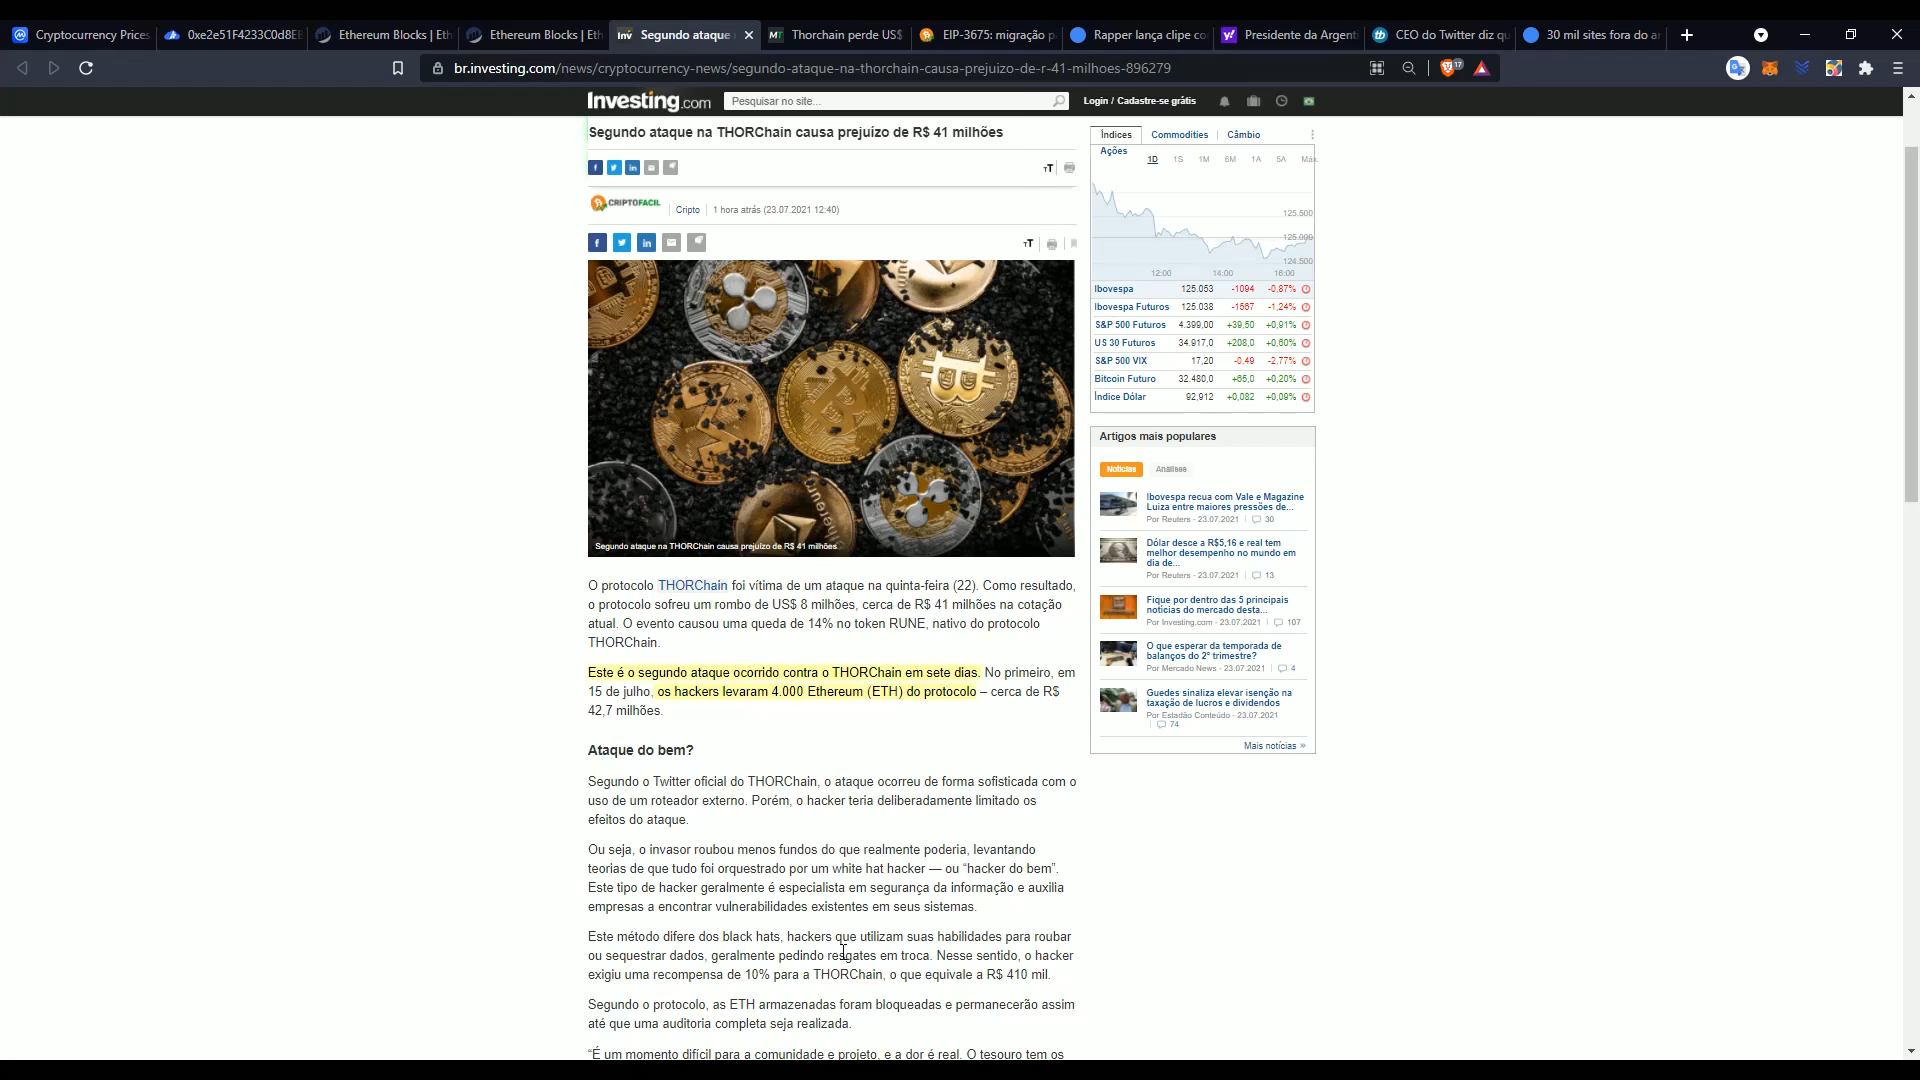 Cryptocurrency Prices
0xe2e51F4233C0d8EE
Ethereum Blocks | Eth
Ethereum Blocks | Eth
Segundo ataque
Thorchain perde US$
EIP-3675: migração p
Rapper lança clipe co
Presidente da Argent
CEO do Twitter diz qu
30 mil sites fora do ar
br.investing.com/news/cryptocurrency-news/segundo-ataque-na-thorchain-causa-prejuizo-de-r-41-milhoes-896279
17
Investing.com
Pesquisar no site...
Login / Cadastre-se grátis
Segundo ataque na THORChain causa prejuízo de R$ 41 milhões
CRIPTOFACIL
Cripto
1 hora atrás (23.07.2021 12:40)
Segundo ataque na THORChain causa prejuízo de R$ 41 milhões
O protocolo THORChain foi vítima de um ataque na quinta-feira (22). Como resultado,
o protocolo sofreu um rombo de US$ 8 milhões, cerca de R$ 41 milhões na cotação
atual. O evento causou uma queda de 14% no token RUNE, nativo do protocolo
THORChain.
Este é o segundo ataque ocorrido contra o THORChain em sete dias. No primeiro, em
15 de julho, os hackers levaram 4.000 Ethereum (ETH) do protocolo – cerca de R$
42,7 milhões.
Ataque do bem?
Segundo o Twitter oficial do THORChain, o ataque ocorreu de forma sofisticada com o
uso de um roteador externo. Porém, o hacker teria deliberadamente limitado os
efeitos do ataque.
Ou seja, o invasor roubou menos fundos do que realmente poderia, levantando
teorias de que tudo foi orquestrado por um white hat hacker — ou “hacker do bem”.
Este tipo de hacker geralmente é especialista em segurança da informação e auxilia
empresas a encontrar vulnerabilidades existentes em seus sistemas.
Este método difere dos black hats, hackers que utilizam suas habilidades para roubar
ou sequestrar dados, geralmente pedindo resgates em troca. Nesse sentido, o hacker
exigiu uma recompensa de 10% para a THORChain, o que equivale a R$ 410 mil.
Segundo o protocolo, as ETH armazenadas foram bloqueadas e permanecerão assim
até que uma auditoria completa seja realizada.
“É um momento difícil para a comunidade e projeto, e a dor é real. O tesouro tem os
Índices
Commodities
Câmbio
Ações
1D 1S 1M 6M 1A 5A Máx.
125.500
125.000
124.500
12:00 14:00 16:00
Ibovespa 125.053 -1094 -0,87%
Ibovespa Futuros 125.038 -1567 -1,24%
S&P 500 Futuros 4.399,00 +39,50 +0,91%
US 30 Futuros 34.917,0 +208,0 +0,60%
S&P 500 VIX 17,20 -0,49 -2,77%
Bitcoin Futuro 32.480,0 +65,0 +0,20%
Índice Dólar 92,912 +0,082 +0,09%
Artigos mais populares
Notícias
Análises
Ibovespa recua com Vale e Magazine
Luiza entre maiores pressões de...
Por Reuters - 23.07.2021 30
Dólar desce a R$5,16 e real tem
melhor desempenho no mundo em
dia de...
Por Reuters - 23.07.2021 13
Fique por dentro das 5 principais
notícias do mercado desta...
Por Investing.com - 23.07.2021 107
O que esperar da temporada de
balanços do 2º trimestre?
Por Mercado News - 23.07.2021 4
Guedes sinaliza elevar isenção na
taxação de lucros e dividendos
Por Estadão Conteúdo - 23.07.2021
74
Mais notícias »